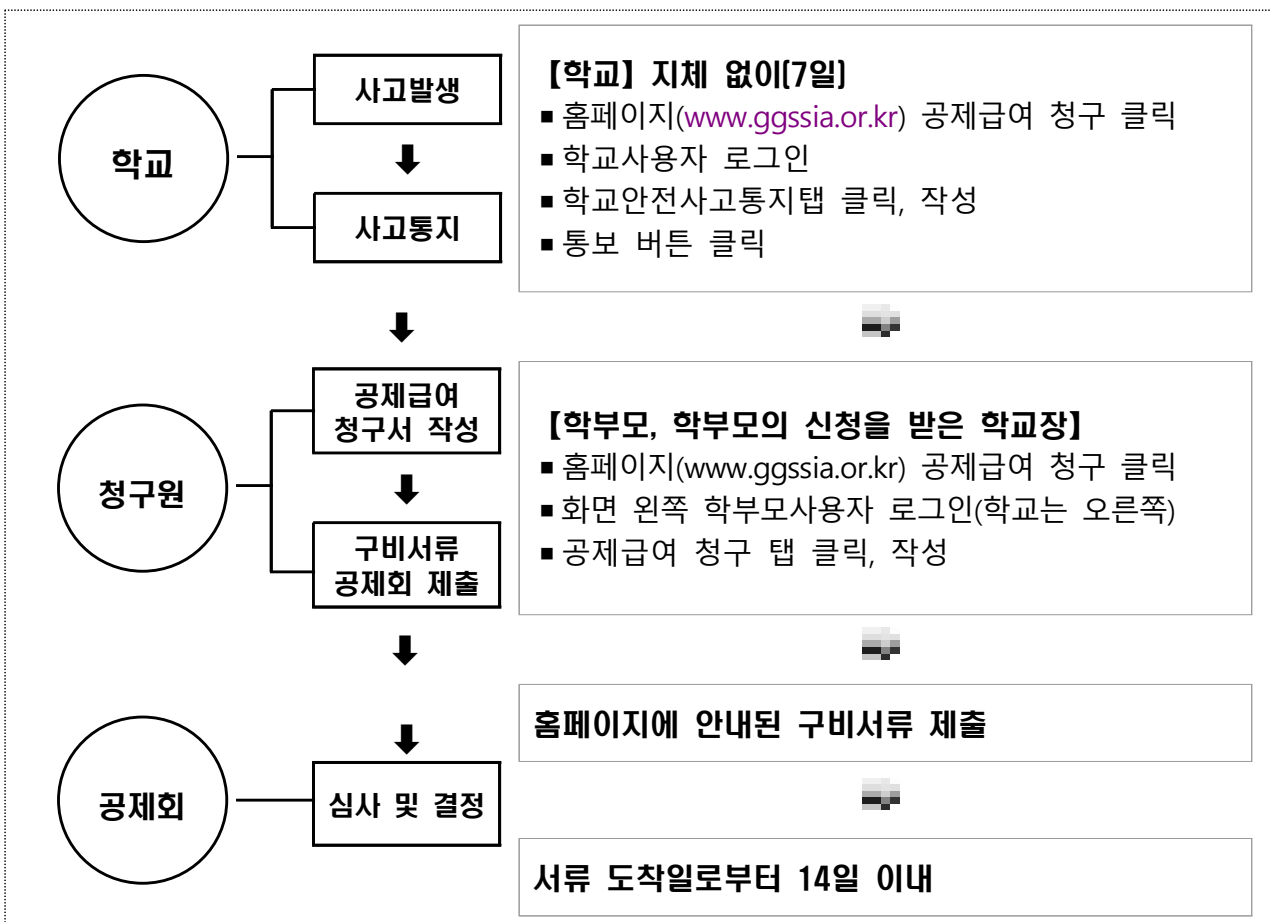 학교
사고발생
사고통지
【학교】 지체 없이(7일)
■ 홈페이지(www.ggssia.or.kr) 공제급여 청구 클릭
■ 학교사용자 로그인
■ 학교안전사고통지탭 클릭, 작성
■ 통보 버튼 클릭
청구원
공제급여
청구서 작성
구비서류
공제회 제출
【학부모, 학부모의 신청을 받은 학교장】
■ 홈페이지(www.ggssia.or.kr) 공제급여 청구 클릭
■ 화면 왼쪽 학부모사용자 로그인(학교는 오른쪽)
■ 공제급여 청구 탭 클릭, 작성
공제회
심사 및 결정
홈페이지에 안내된 구비서류 제출
서류 도착일로부터 14일 이내